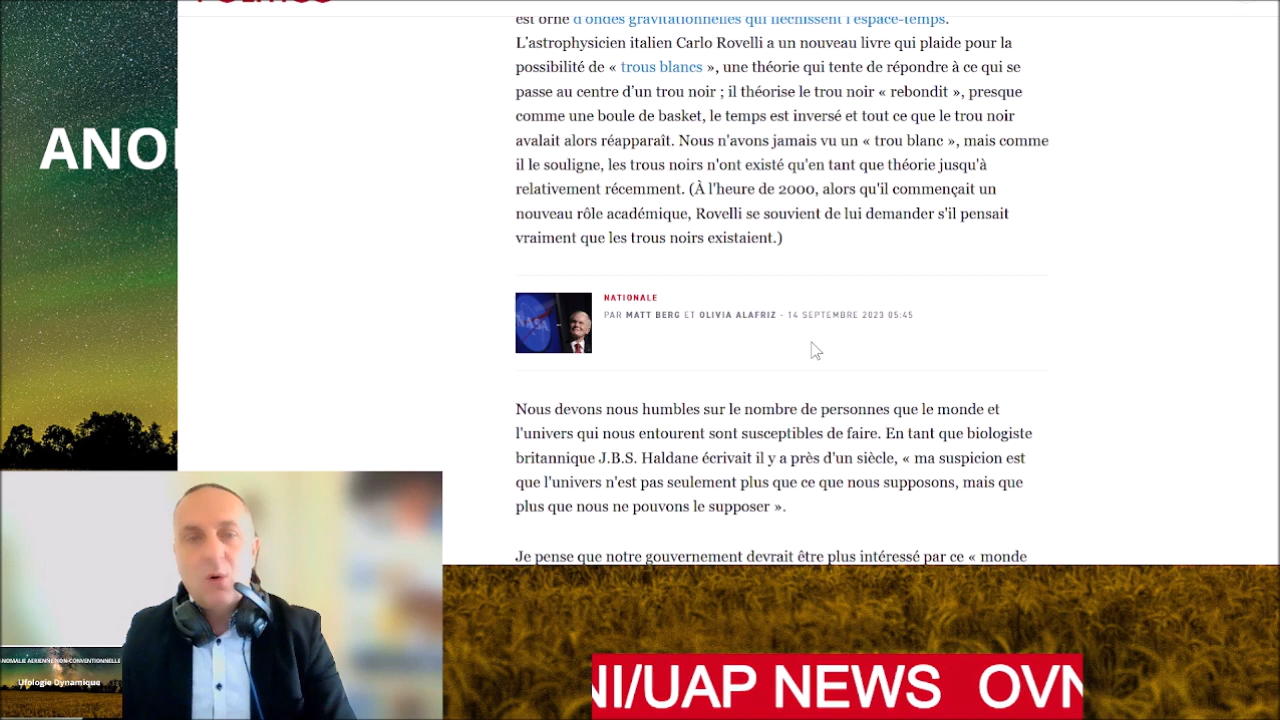 est orné d'ondes gravitationnelles qui fléchissent l'espace-temps.
L'astrophysicien italien Carlo Rovelli a un nouveau livre qui plaide pour la
possibilité de « trous blancs », une théorie qui tente de répondre à ce qui se
passe au centre d'un trou noir ; il théorise le trou noir « rebondit », presque
comme une boule de basket, le temps est inversé et tout ce que le trou noir
avalait alors réapparaît. Nous n'avons jamais vu un « trou blanc », mais comme
il le souligne, les trous noirs n'ont existé qu'en tant que théorie jusqu'à
relativement récemment. (À l'heure de 2000, alors qu'il commençait un
nouveau rôle académique, Rovelli se souvient de lui demander s'il pensait
vraiment que les trous noirs existaient.)
ANO
NASA
NATIONALE
PAR MATT BERG ET OLIVIA ALAFRIZ - 14 SEPTEMBRE 2023 05:45
Nous devons nous humbles sur le nombre de personnes que le monde et
l'univers qui nous entourent sont susceptibles de faire. En tant que biologiste
britannique J.B.S. Haldane écrivait il y a près d'un siècle, « ma suspicion est
que l'univers n'est pas seulement plus que ce que nous supposons, mais que
plus que nous ne pouvons le supposer ».
Je pense que notre gouvernement devrait être plus intéressé par ce « monde
ANOMALIE AERIENNE NON-CONVENTIONNELLE
Ufologie Dynamique
NI/UAP NEWS OVN